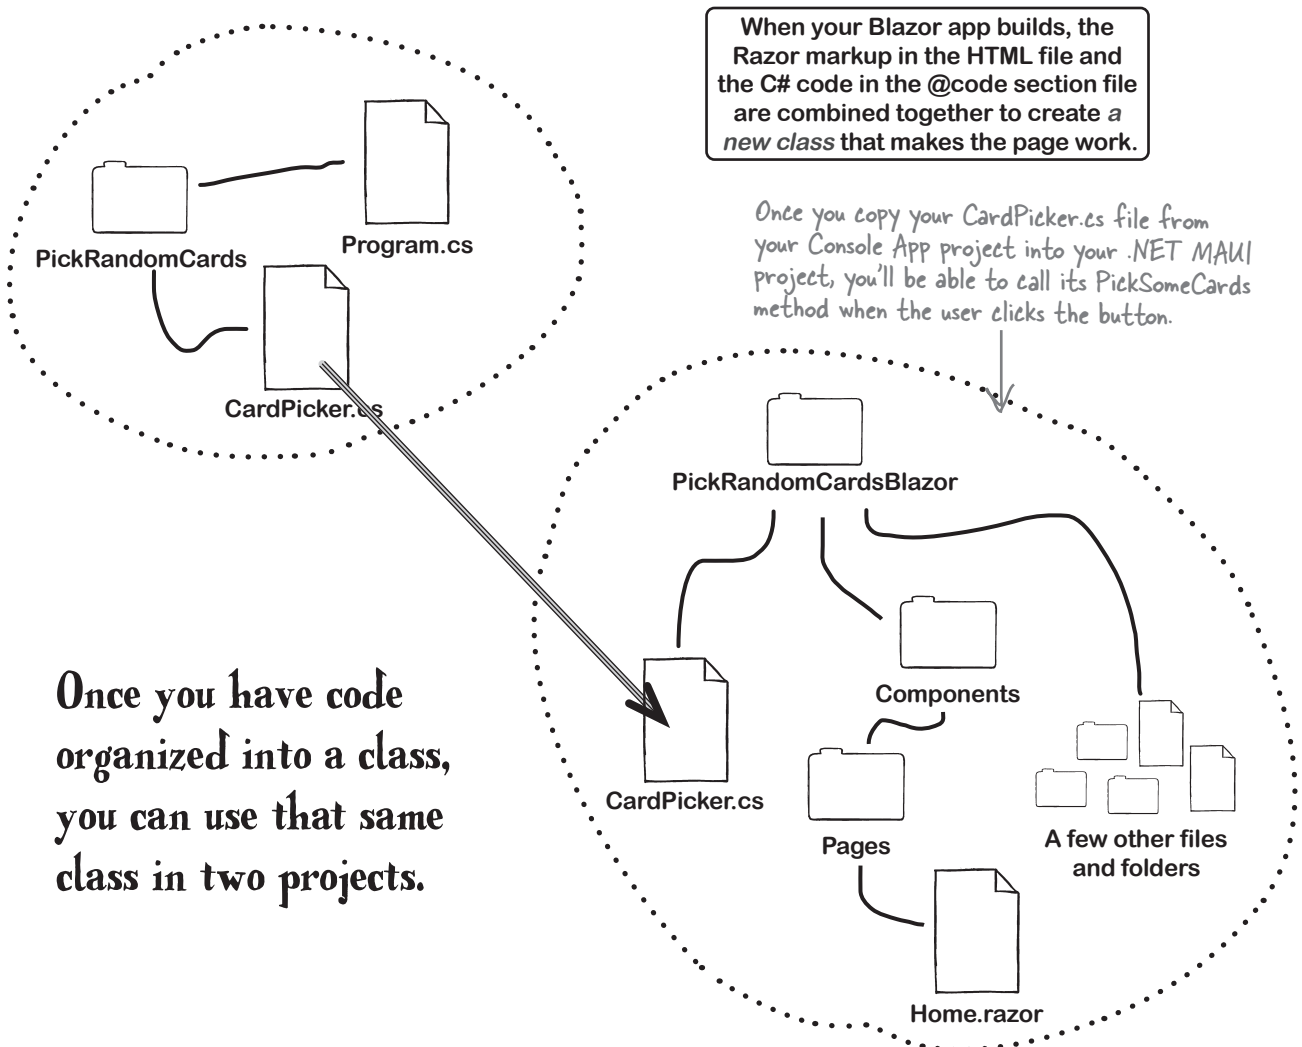 When your Blazor app builds, the
Razor markup in the HTML file and
the C# code in the @code section file
are combined together to create a
new class that makes the page work.
PickRandomCards
Program.cs
CardPicker.cs
Once you copy your CardPicker.cs file from
your Console App project into your .NET MAUI
project, you'll be able to call its PickSomeCards
method when the user clicks the button.
PickRandomCardsBlazor
Components
CardPicker.cs
Pages
A few other files
and folders
Home.razor
Once you have code
organized into a class,
you can use that same
class in two projects.